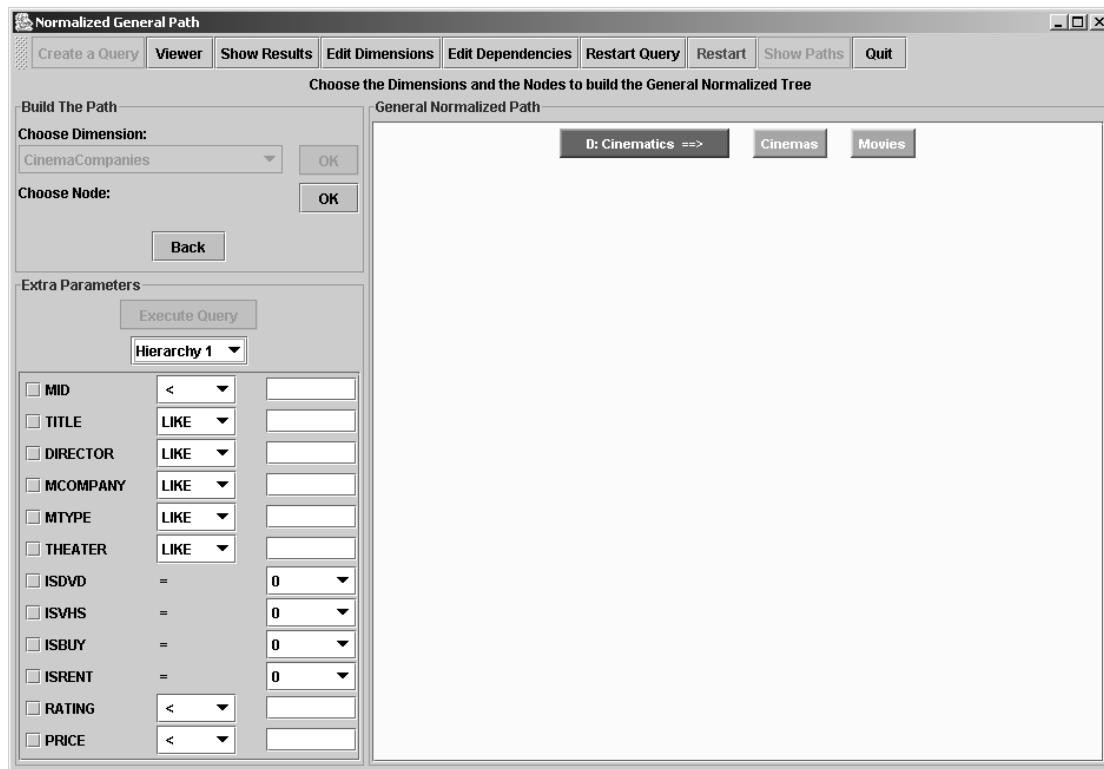 Normalized General Path
Create a Query Viewer Show Results Edit Dimensions Edit Dependencies Restart Query Restart Show Paths Quit
Choose the Dimensions and the Nodes to build the General Normalized Tree
Build The Path
Choose Dimension:
CinemaCompanies OK
Choose Node: OK
Back
Extra Parameters
Execute Query
Hierarchy 1
MID <
TITLE LIKE
DIRECTOR LIKE
MCOMPANY LIKE
MTYPE LIKE
THEATER LIKE
ISDVD = 0
ISVHS = 0
ISBUY = 0
ISRENT = 0
RATING <
PRICE <
General Normalized Path
D: Cinematics ==> Cinemas Movies